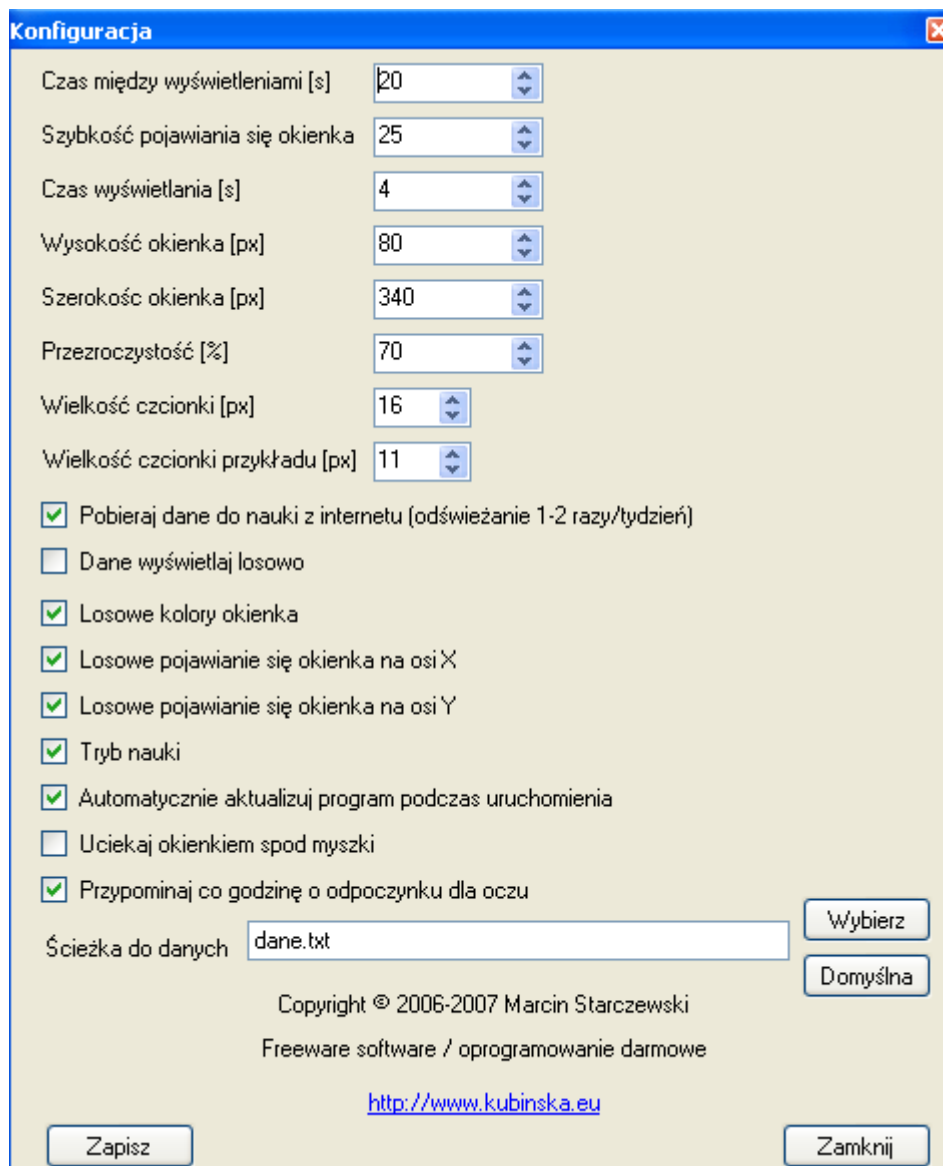 Konfiguracja
Czas między wyświetleniami [s] 20
Szybkość pojawiania się okienka 25
Czas wyświetlania [s] 4
Wysokość okienka [px] 80
Szerokośc okienka [px] 340
Przezroczystość [%] 70
Wielkość czcionki [px] 16
Wielkość czcionki przykładu [px] 11
Pobieraj dane do nauki z internetu (odświeżanie 1-2 razy/tydzień)
Dane wyświetlaj losowo
Losowe kolory okienka
Losowe pojawianie się okienka na osi X
Losowe pojawianie się okienka na osi Y
Tryb nauki
Automatycznie aktualizuj program podczas uruchomienia
Uciekaj okienkiem spod myszki
Przypominaj co godzinę o odpoczynku dla oczu
Wybierz
Ścieżka do danych dane.txt
Domyślna
Copyright © 2006-2007 Marcin Starczewski
Freeware software / oprogramowanie darmowe
http://www.kubinska.eu
Zapisz Zamknij